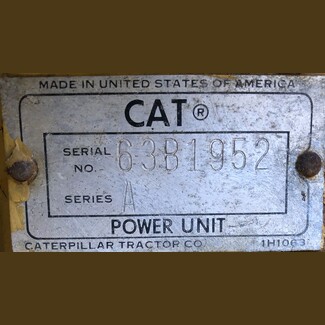 MADE IN UNITED STATES OF AMERICA
CAT®
SERIAL NO. 63B1952
SERIES A
POWER UNIT
CATERPILLAR TRACTOR CO 1H1063